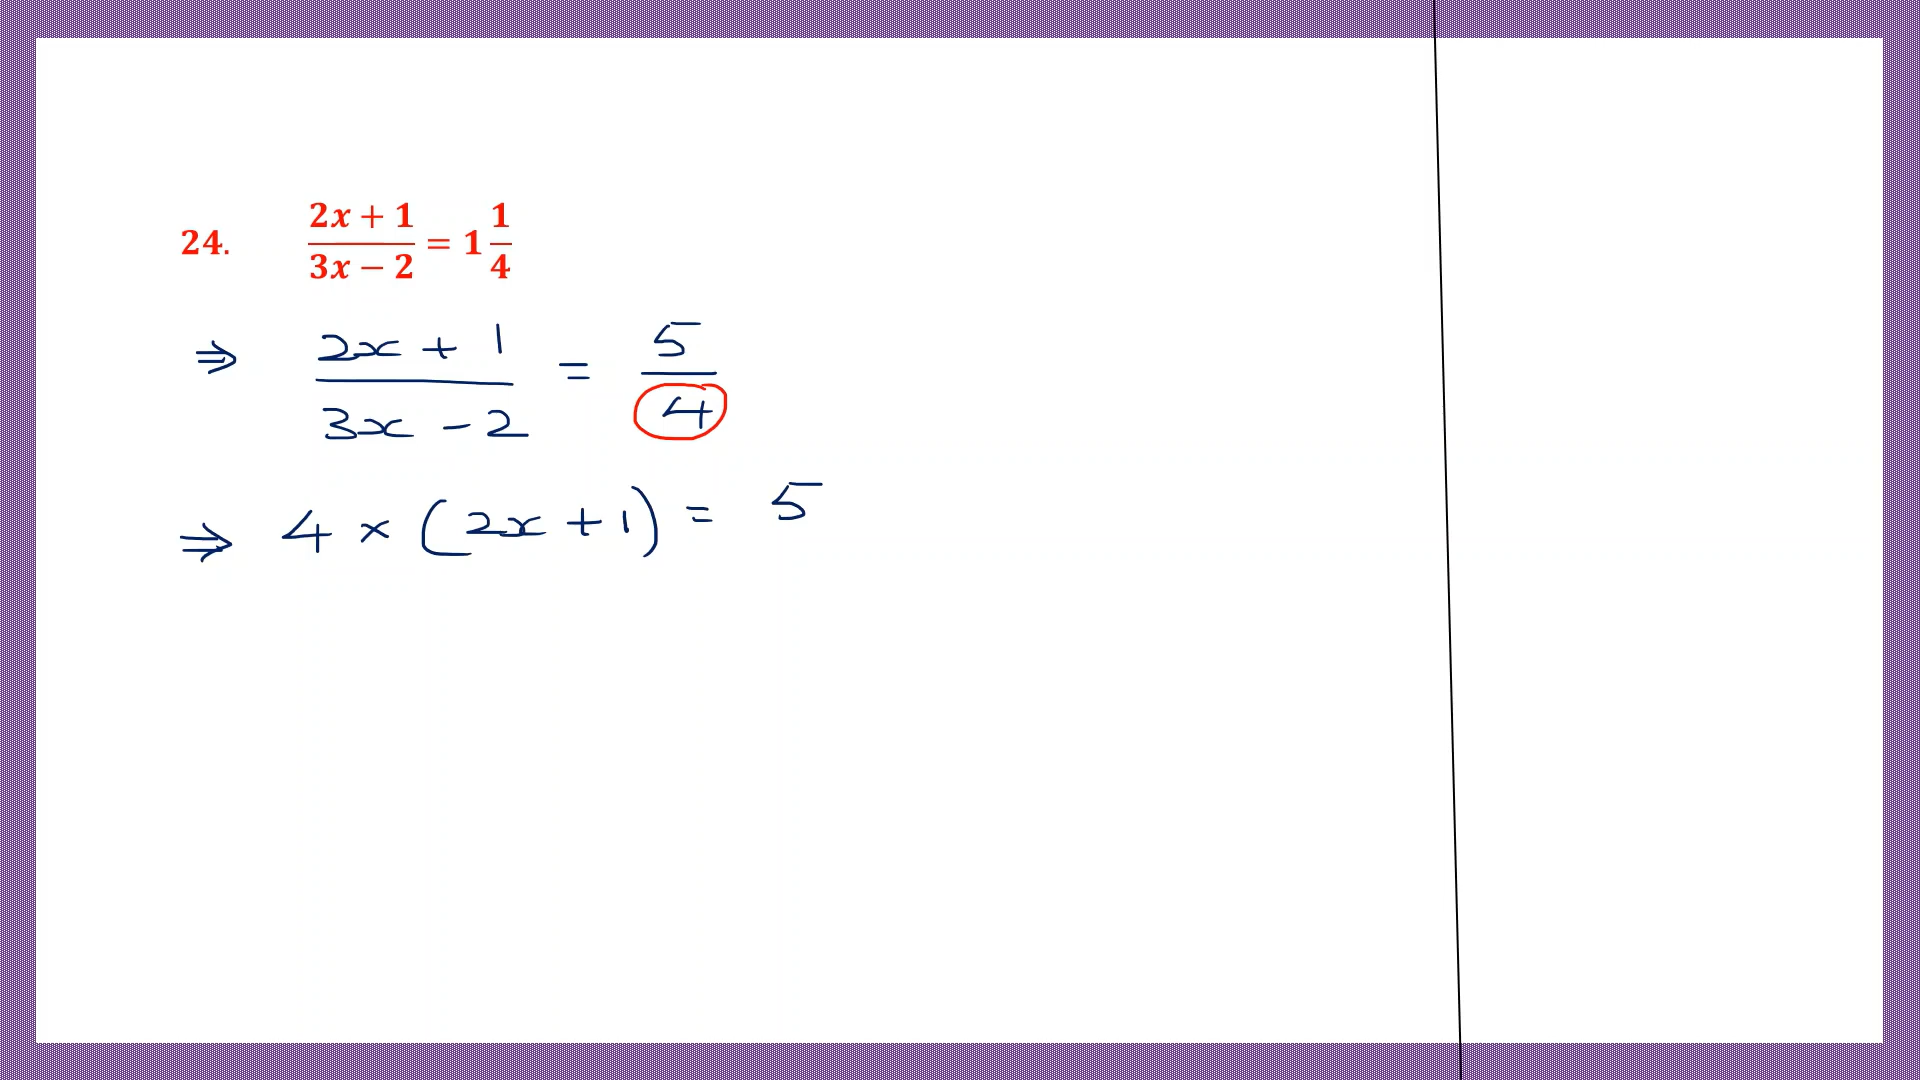 24. (2x + 1)/(3x − 2) = 1 1/4
⇒ (2x + 1)/(3x - 2) = 5/4
⇒ 4 × (2x + 1) = 5